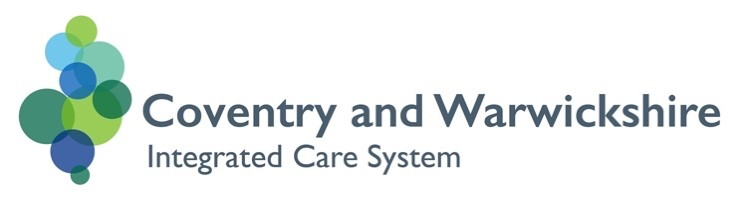 Coventry and Warwickshire
Integrated Care System